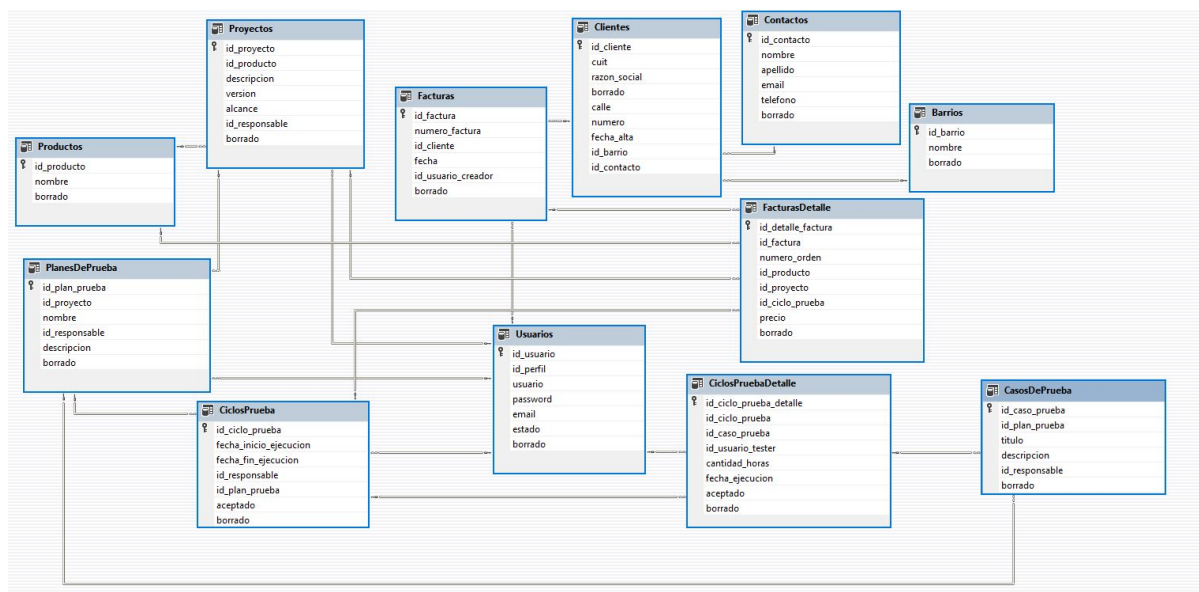 Proyectos
id_proyecto
id_producto
descripcion
version
alcance
id_responsable
borrado
Clientes
id_cliente
cuit
razon_social
borrado
calle
numero
fecha_alta
id_barrio
id_contacto
Contactos
id_contacto
nombre
apellido
email
telefono
borrado
Facturas
id_factura
numero_factura
id_cliente
fecha
id_usuario_creador
borrado
Barrios
id_barrio
nombre
borrado
Productos
id_producto
nombre
borrado
FacturasDetalle
id_detalle_factura
id_factura
numero_orden
id_producto
id_proyecto
id_ciclo_prueba
precio
borrado
PlanesDePrueba
id_plan_prueba
id_proyecto
nombre
id_responsable
descripcion
borrado
Usuarios
id_usuario
id_perfil
usuario
password
email
estado
borrado
CiclosPrueba
id_ciclo_prueba
fecha_inicio_ejecucion
fecha_fin_ejecucion
id_responsable
id_plan_prueba
aceptado
borrado
CiclosPruebaDetalle
id_ciclo_prueba_detalle
id_ciclo_prueba
id_caso_prueba
id_usuario_tester
cantidad_horas
fecha_ejecucion
aceptado
borrado
CasosDePrueba
id_caso_prueba
id_plan_prueba
titulo
descripcion
id_responsable
borrado